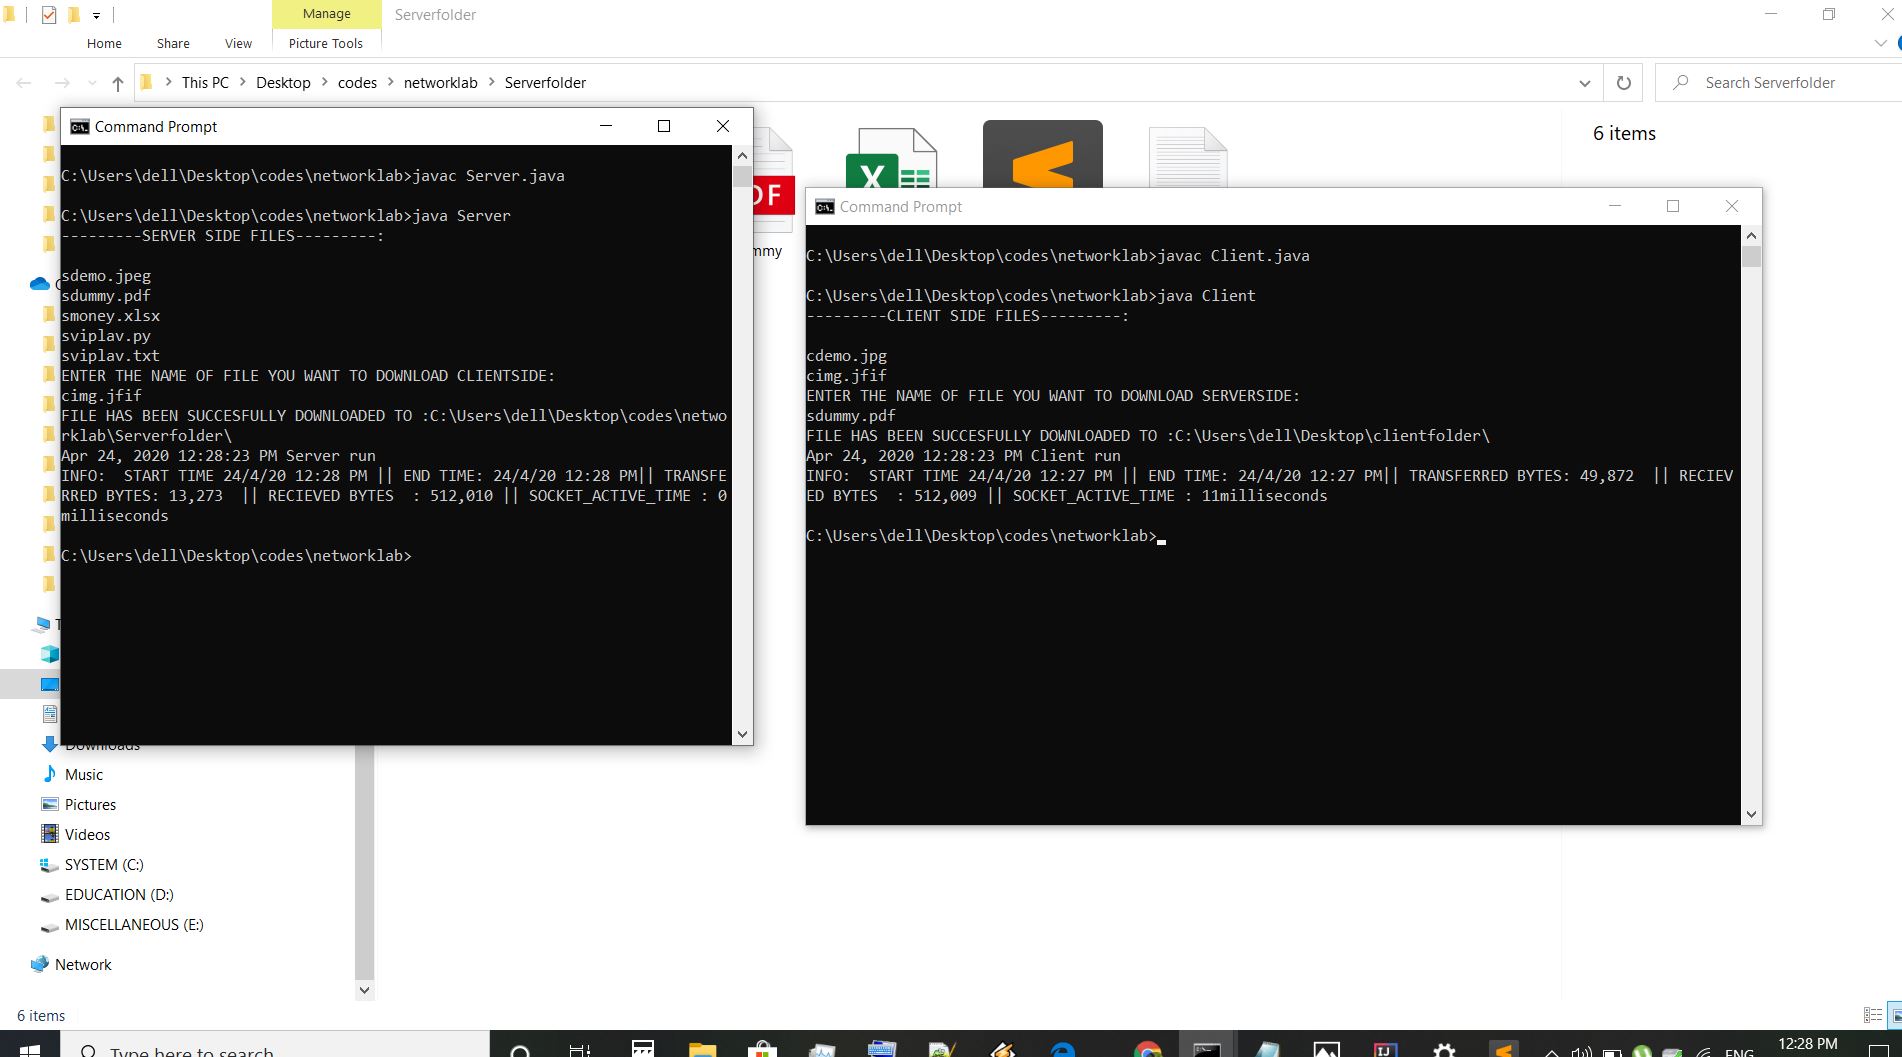 Manage
Serverfolder
Home
Share
View
Picture Tools
This PC
Desktop
codes
networklab
Serverfolder
Search Serverfolder
6 items
Command Prompt
C:\Users\dell\Desktop\codes\networklab>javac Server.java
C:\Users\dell\Desktop\codes\networklab>java Server
---------SERVER SIDE FILES---------:
sdemo.jpeg
sdummy.pdf
smoney.xlsx
sviplav.py
sviplav.txt
ENTER THE NAME OF FILE YOU WANT TO DOWNLOAD CLIENTSIDE:
cimg.jfif
FILE HAS BEEN SUCCESFULLY DOWNLOADED TO :C:\Users\dell\Desktop\codes\netwo
rklab\Serverfolder\
Apr 24, 2020 12:28:23 PM Server run
INFO:  START TIME 24/4/20 12:28 PM || END TIME: 24/4/20 12:28 PM|| TRANSFE
RRED BYTES: 13,273  || RECIEVED BYTES  : 512,010 || SOCKET_ACTIVE_TIME : 0
milliseconds
C:\Users\dell\Desktop\codes\networklab>
DF
mmy
X
Command Prompt
C:\Users\dell\Desktop\codes\networklab>javac Client.java
C:\Users\dell\Desktop\codes\networklab>java Client
---------CLIENT SIDE FILES---------:
cdemo.jpg
cimg.jfif
ENTER THE NAME OF FILE YOU WANT TO DOWNLOAD SERVERSIDE:
sdummy.pdf
FILE HAS BEEN SUCCESFULLY DOWNLOADED TO :C:\Users\dell\Desktop\clientfolder\
Apr 24, 2020 12:28:23 PM Client run
INFO:  START TIME 24/4/20 12:27 PM || END TIME: 24/4/20 12:27 PM|| TRANSFERRED BYTES: 49,872  || RECIEV
ED BYTES  : 512,009 || SOCKET_ACTIVE_TIME : 11milliseconds
C:\Users\dell\Desktop\codes\networklab>
Downloads
Music
Pictures
Videos
SYSTEM (C:)
EDUCATION (D:)
MISCELLANEOUS (E:)
Network
6 items
Type here to search
ENG
12:28 PM